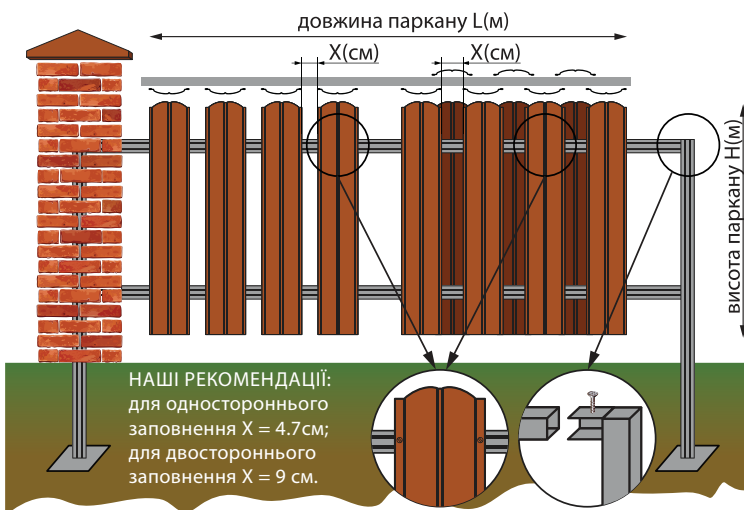 довжина паркану L(м)
X(см)
X(см)
висота паркану H(м)
НАШІ РЕКОМЕНДАЦІЇ:
для одностороннього
заповнення X = 4.7см;
для двостороннього
заповнення X = 9 см.